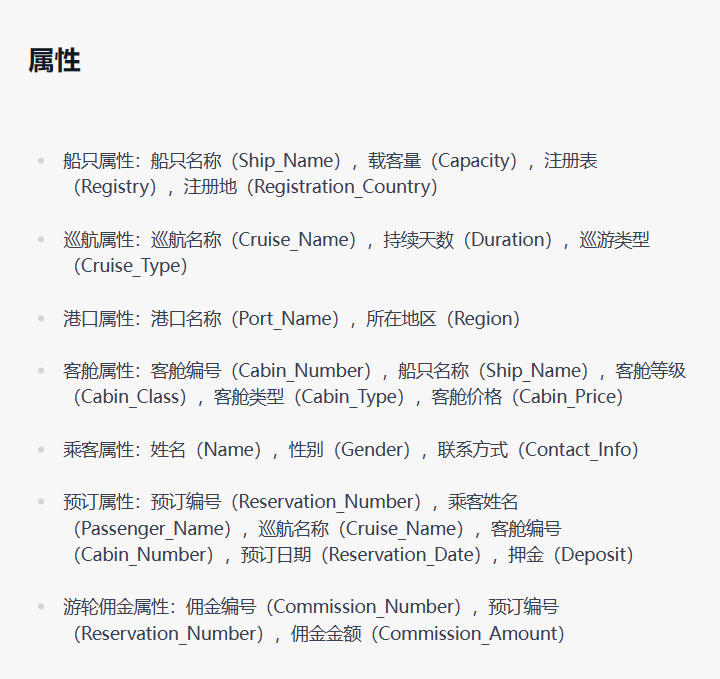 属性
船只属性：船只名称（Ship_Name），载客量（Capacity），注册表
（Registry），注册地（Registration_Country）
巡航属性：巡航名称（Cruise_Name），持续天数（Duration），巡游类型
（Cruise_Type）
港口属性：港口名称（Port_Name），所在地区（Region）
客舱属性：客舱编号（Cabin_Number），船只名称（Ship_Name），客舱等级
（Cabin_Class），客舱类型（Cabin_Type），客舱价格（Cabin_Price）
乘客属性：姓名（Name），性别（Gender），联系方式（Contact_Info）
预订属性：预订编号（Reservation_Number），乘客姓名
（Passenger_Name），巡航名称（Cruise_Name），客舱编号
（Cabin_Number），预订日期（Reservation_Date），押金（Deposit）
游轮佣金属性：佣金编号（Commission_Number），预订编号
（Reservation_Number），佣金金额（Commission_Amount）